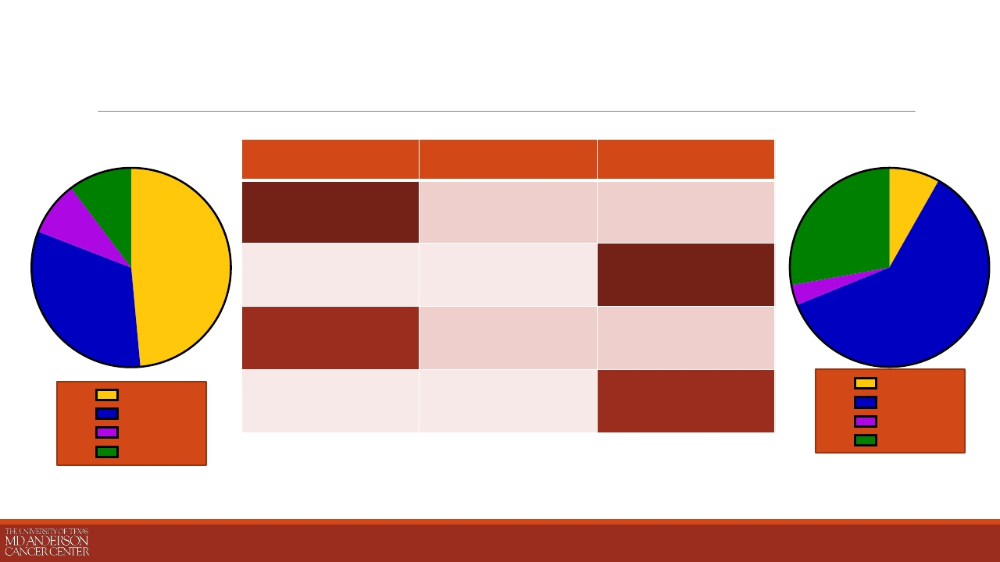 THE UNIVERSITY OF TEXAS
MD ANDERSON
CANCER CENTER